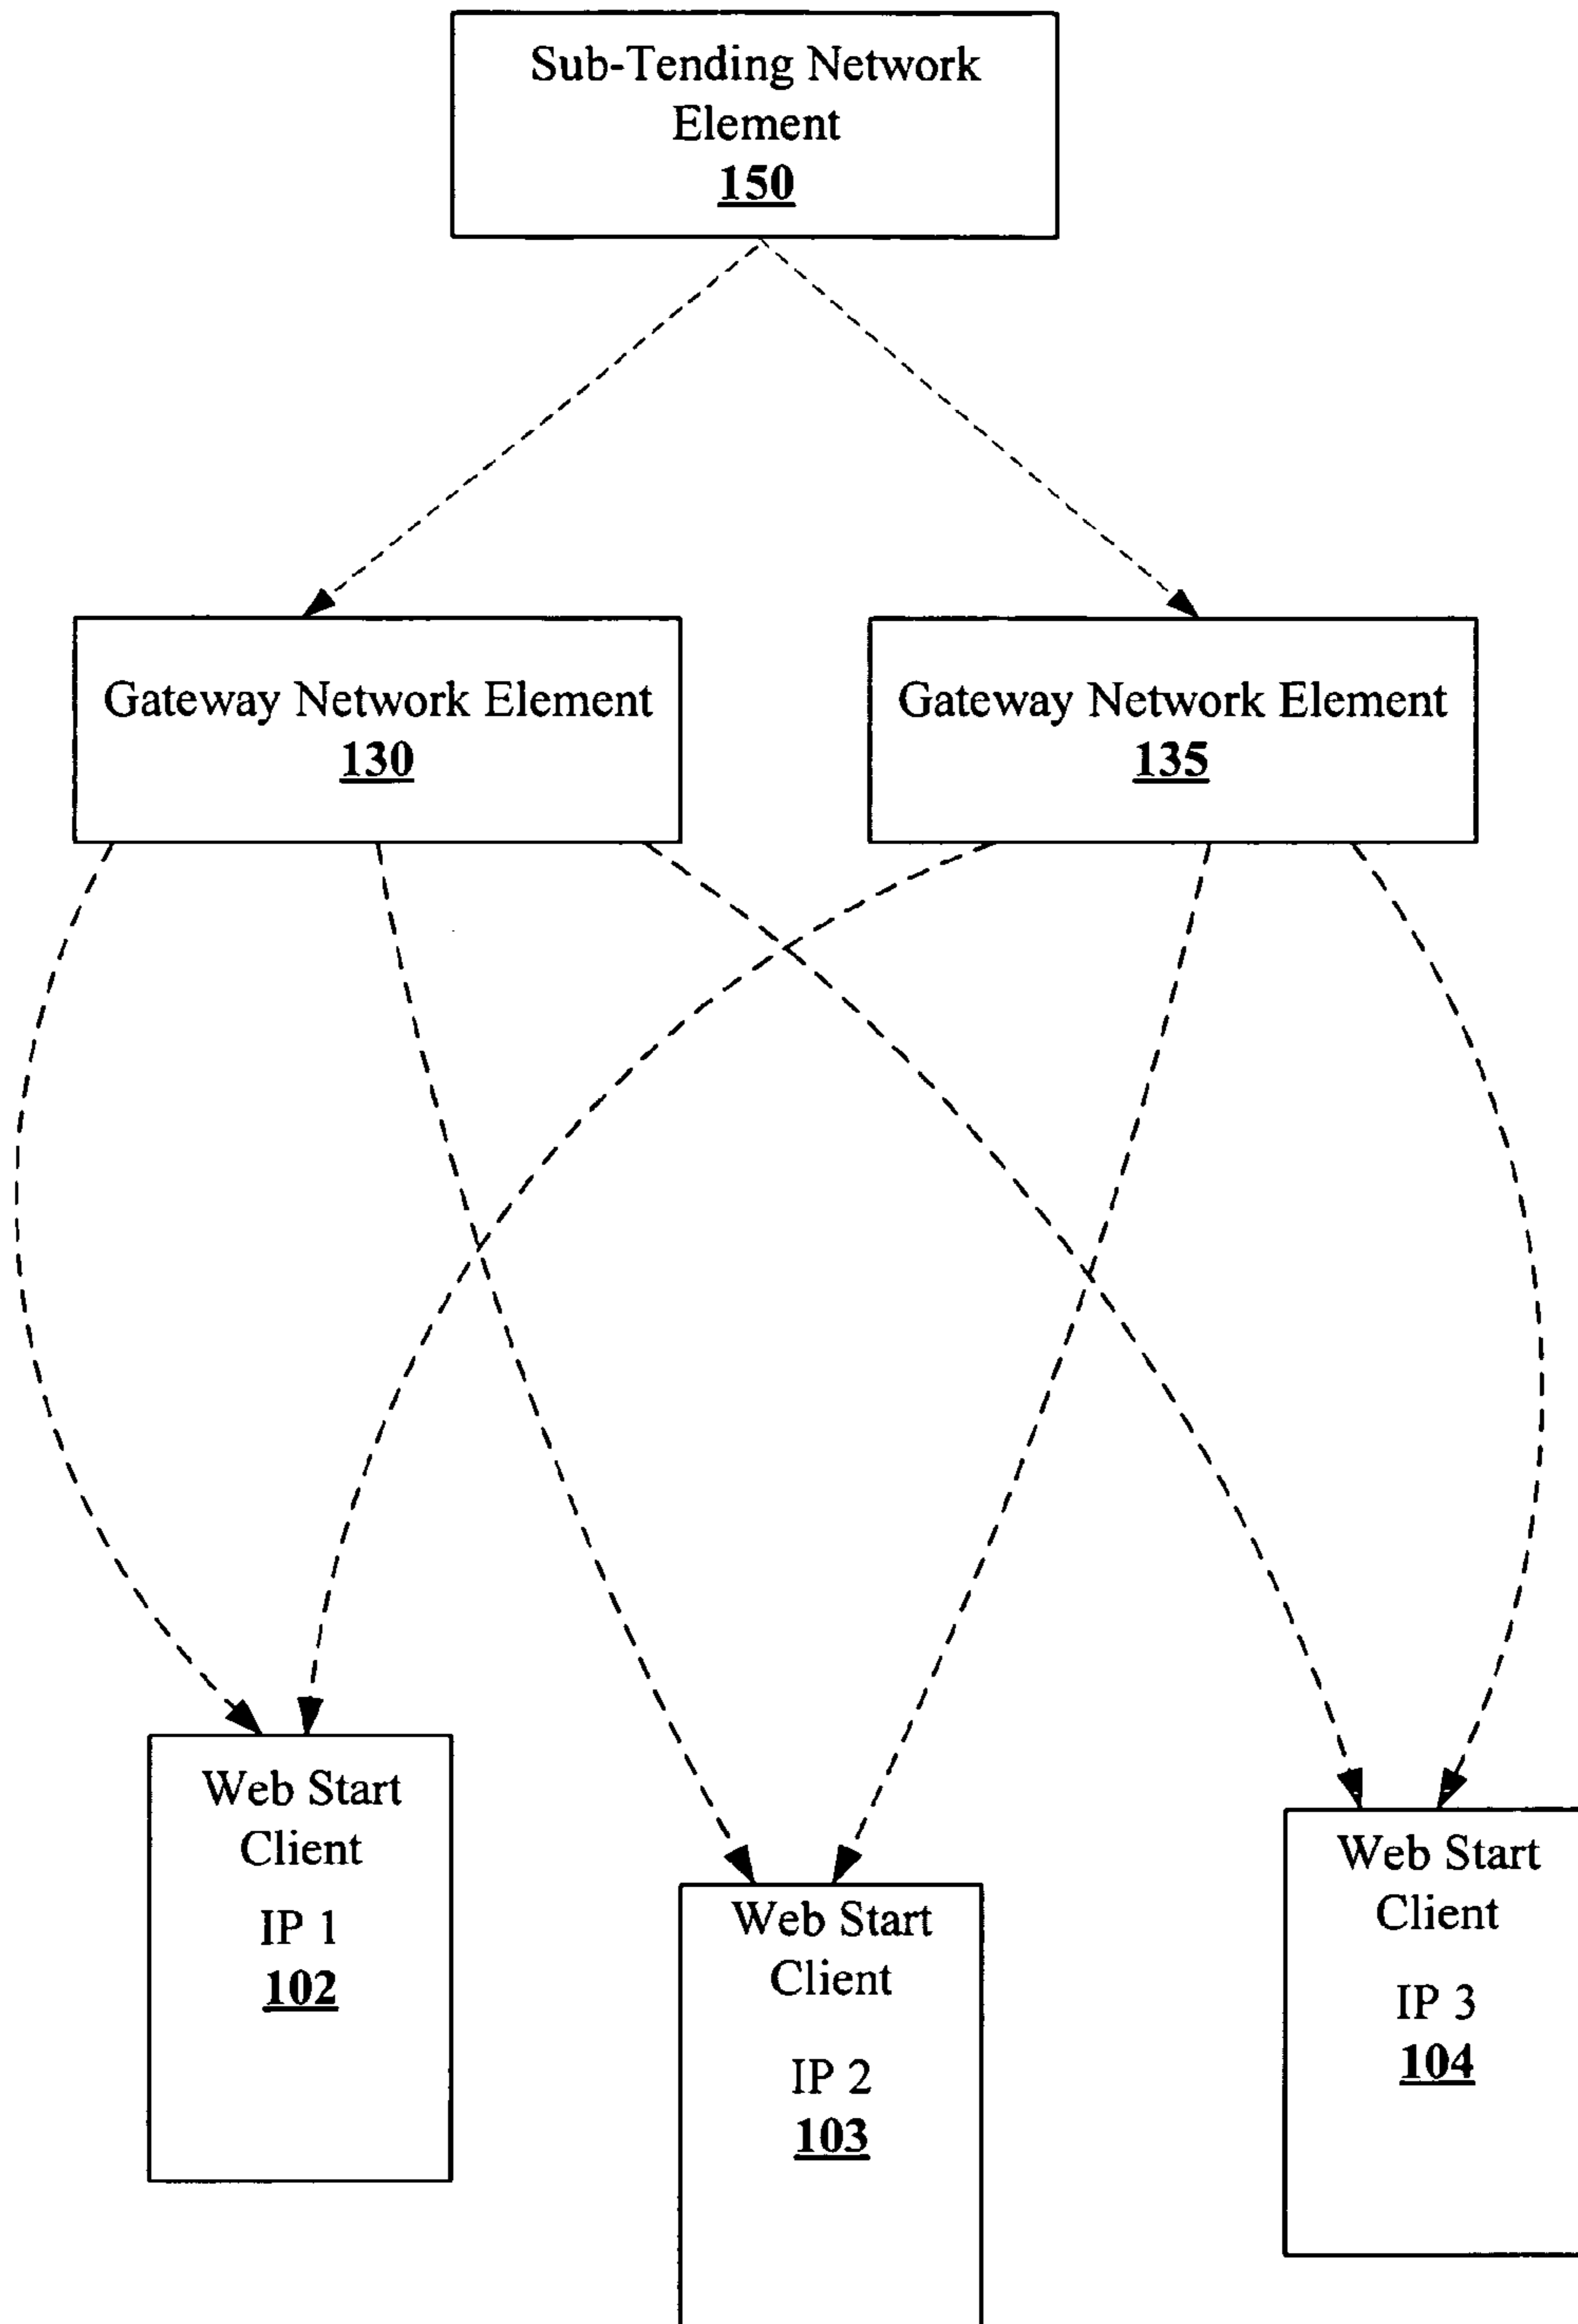 Sub-Tending Network
Element
150
Gateway Network Element
130
Gateway Network Element
135
Web Start
Client
IP 1
102
Web Start
Client
IP 2
103
Web Start
Client
IP 3
104